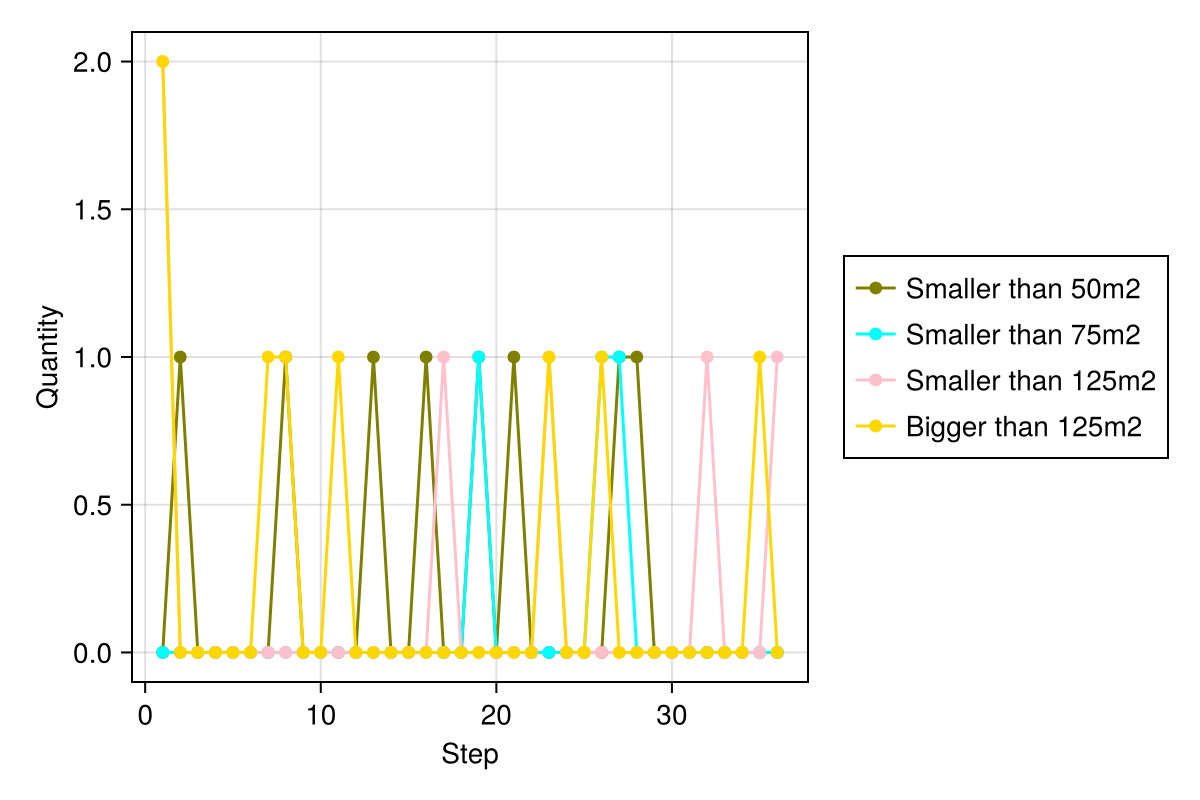 2.0
1.5
1.0
0.5
0.0
Quantity
0
10
20
30
Step
Smaller than 50m2
Smaller than 75m2
Smaller than 125m2
Bigger than 125m2